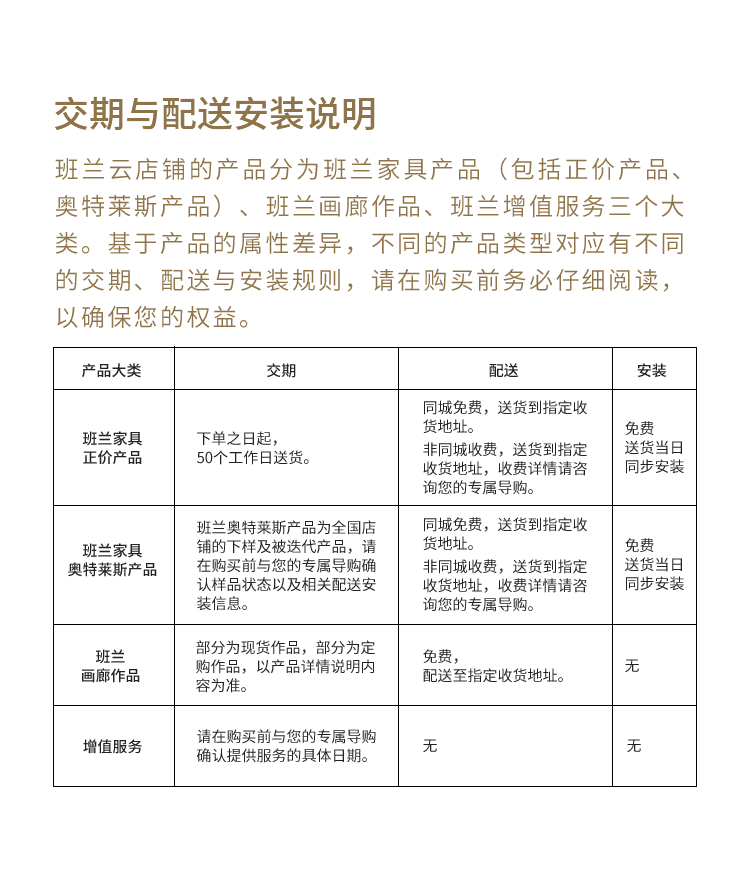 交期与配送安装说明
班兰云店铺的产品分为班兰家具产品（包括正价产品、
奥特莱斯产品）、班兰画廊作品、班兰增值服务三个大
类。基于产品的属性差异，不同的产品类型对应有不同
的交期、配送与安装规则，请在购买前务必仔细阅读，
以确保您的权益。
产品大类
交期
配送
安装
班兰家具
正价产品
下单之日起，
50个工作日送货。
同城免费，送货到指定收
货地址。
非同城收费，送货到指定
收货地址，收费详情请咨
询您的专属导购。
免费
送货当日
同步安装
班兰家具
奥特莱斯产品
班兰奥特莱斯产品为全国店
铺的下样及被迭代产品，请
在购买前与您的专属导购确
认样品状态以及相关配送安
装信息。
同城免费，送货到指定收
货地址。
非同城收费，送货到指定
收货地址，收费详情请咨
询您的专属导购。
免费
送货当日
同步安装
班兰
画廊作品
部分为现货作品，部分为定
购作品，以产品详情说明内
容为准。
免费，
配送至指定收货地址。
无
增值服务
请在购买前与您的专属导购
确认提供服务的具体日期。
无
无